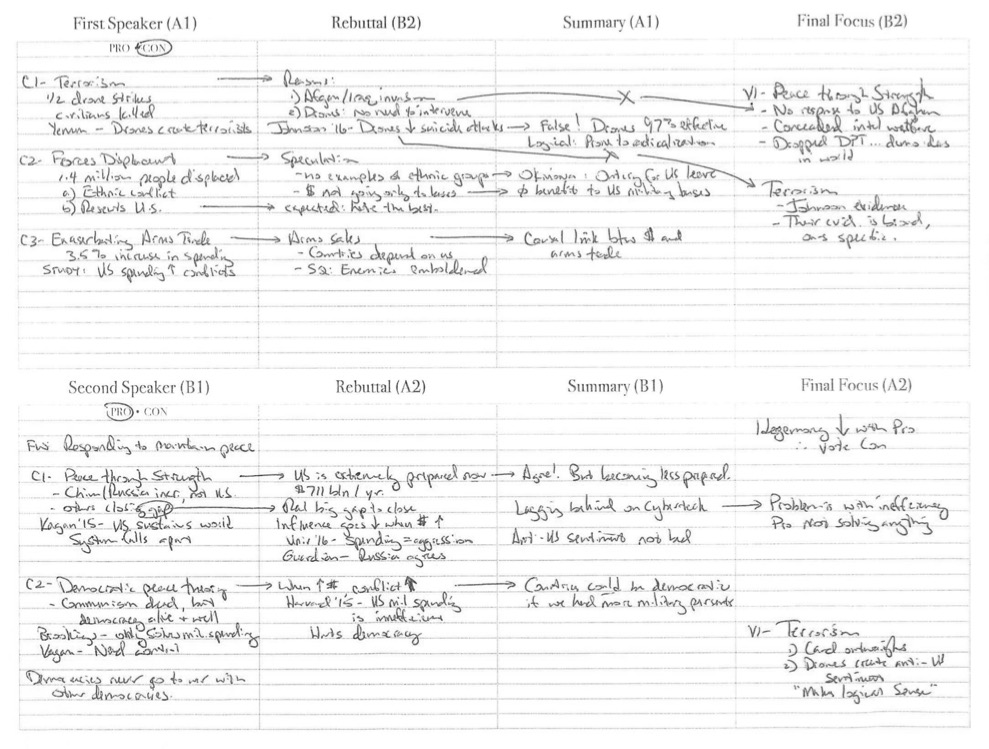 First Speaker (A1)
PRO • CON
C1- Terrorism
1/2 drone strikes
civilians killed
Yemen - Drones create terrorists
C2- Forces Displacement
1.4 million people displaced
a) Ethnic conflict
b) Resents U.S.
C3- Exacerbating Arms Trade
3.5% increase in spending
Study: US spending ↑ conflicts
Rebuttal (B2)
Reasons:
1) Afgan/Iraq invasion
2) Drones: No need to intervene
Johnson '16- Drones ↓ suicide attacks
Speculation
- no examples of ethnic groups
- $ not going only to bases
expected: hate the best.
Arms Sales
- Countries depend on us
- SQ: Enemies emboldened
Summary (A1)
False! Drones 97% effective
Logical: Prone to radicalization
Okinawa: Outcry for US leave
benefit to US military bases
Causal link btw $ and
arms trade
Final Focus (B2)
V1- Peace through Strength
- No response to US Afghan
- Conceded intel welfare
- Dropped DPT... democracies
in world
Terrorism
- Johnson evidence
- Their evid. is broad,
ours specific.
Second Speaker (B1)
PRO • CON
FW: Responding to maintain peace
C1- Peace through Strength
- China/Russia incr, not US.
- others closing gap
Kagan '15- US sustains world
System falls apart
C2- Democratic peace theory
- Communism died, but
democracy alive + well
Brookings - only solves mil. spending
Kagan- Need control
Democracies never go to war with
other democracies.
Rebuttal (A2)
US is extremely prepared now
$711 bln / yr.
Real big gap to close
Influence goes ↓ when $ ↑
'16 - Spending = aggression
Guardian - Russia agrees
When ↑ $ conflict ↑
Harvard '15- US mil spending
is inefficient
Hurts democracy
Summary (B1)
Agree! But becoming less prepared.
Lagging behind on Cybertech
Anti-US sentiment not bad
Countries could be democratic
if we had more military presents
Final Focus (A2)
Hegemony ↓ with Pro
∴ Vote Con
Problem is with inefficiency
Pro not solving anything
V1- Terrorism
1) Card outweighs
2) Drones create anti-US
sentiment
"Makes logical Sense"